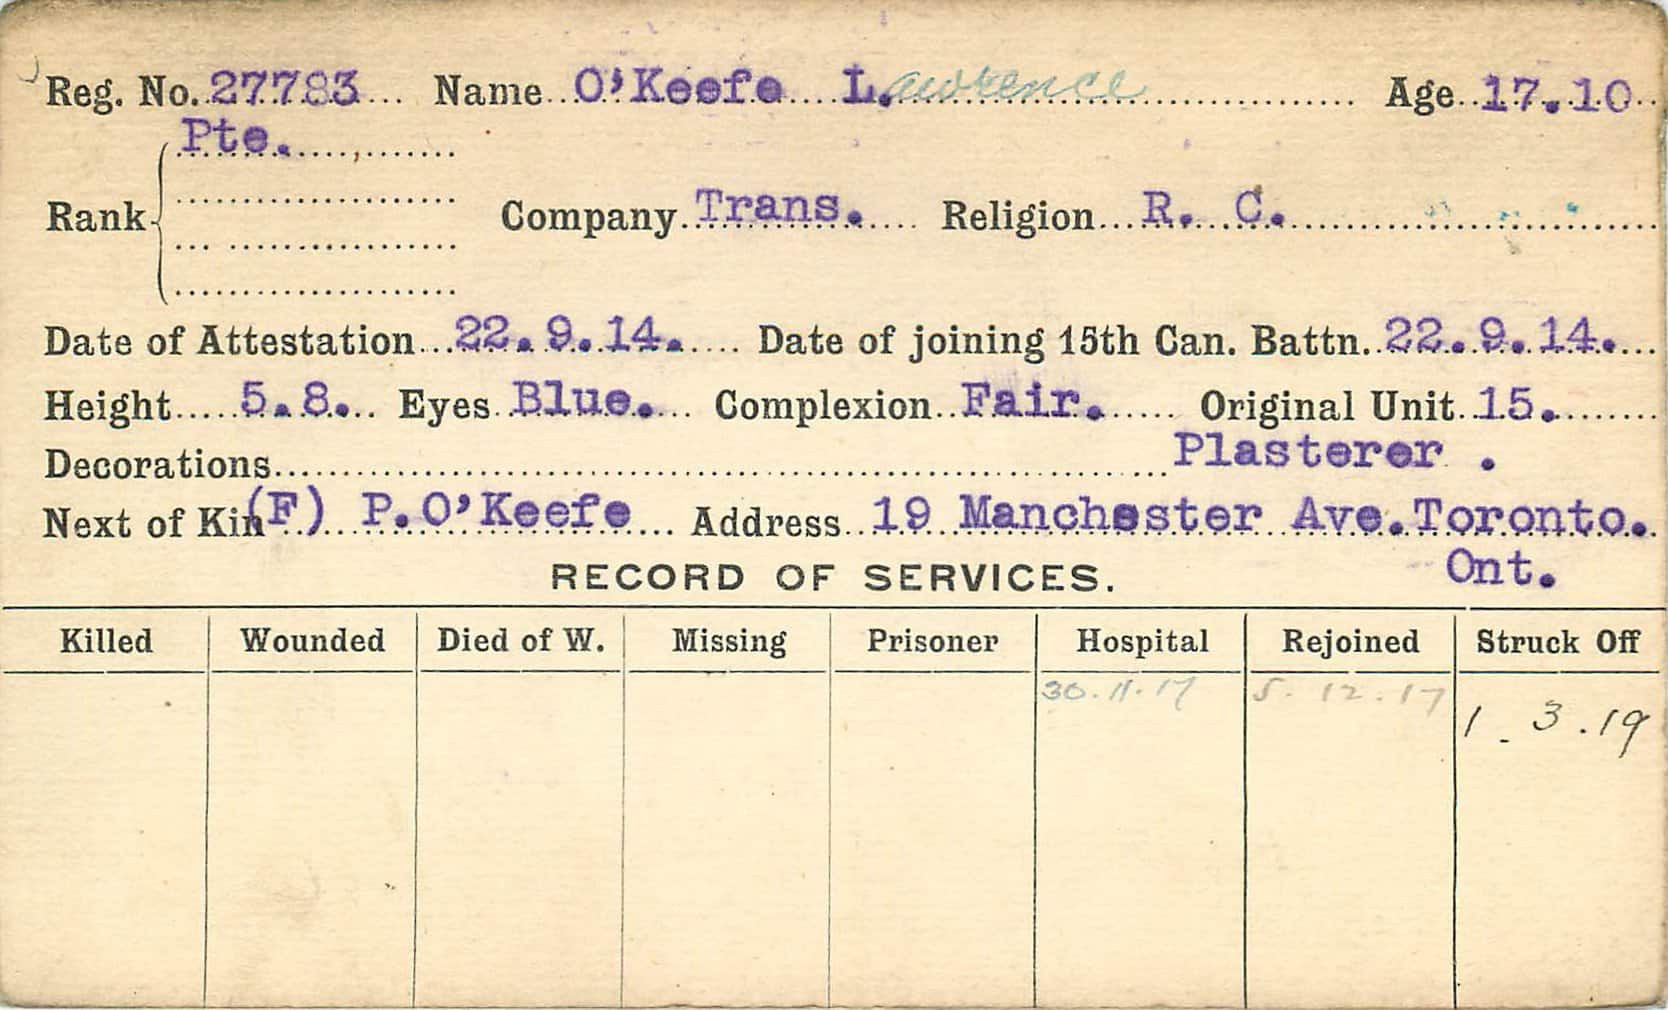 Reg. No. 27783 Name O'Keefe L.awrence Age 17.10
Pte.
Rank Company Trans. Religion R. C.
Date of Attestation 22.9.14. Date of joining 15th Can. Battn. 22.9.14.
Height 5.8. Eyes Blue. Complexion Fair. Original Unit 15.
Decorations Plasterer .
Next of Kin (F) P.O'Keefe Address 19 Manchester Ave.Toronto.
RECORD OF SERVICES. Ont.
Killed Wounded Died of W. Missing Prisoner Hospital Rejoined Struck Off
30.11.17 5.12.17
1.3.19